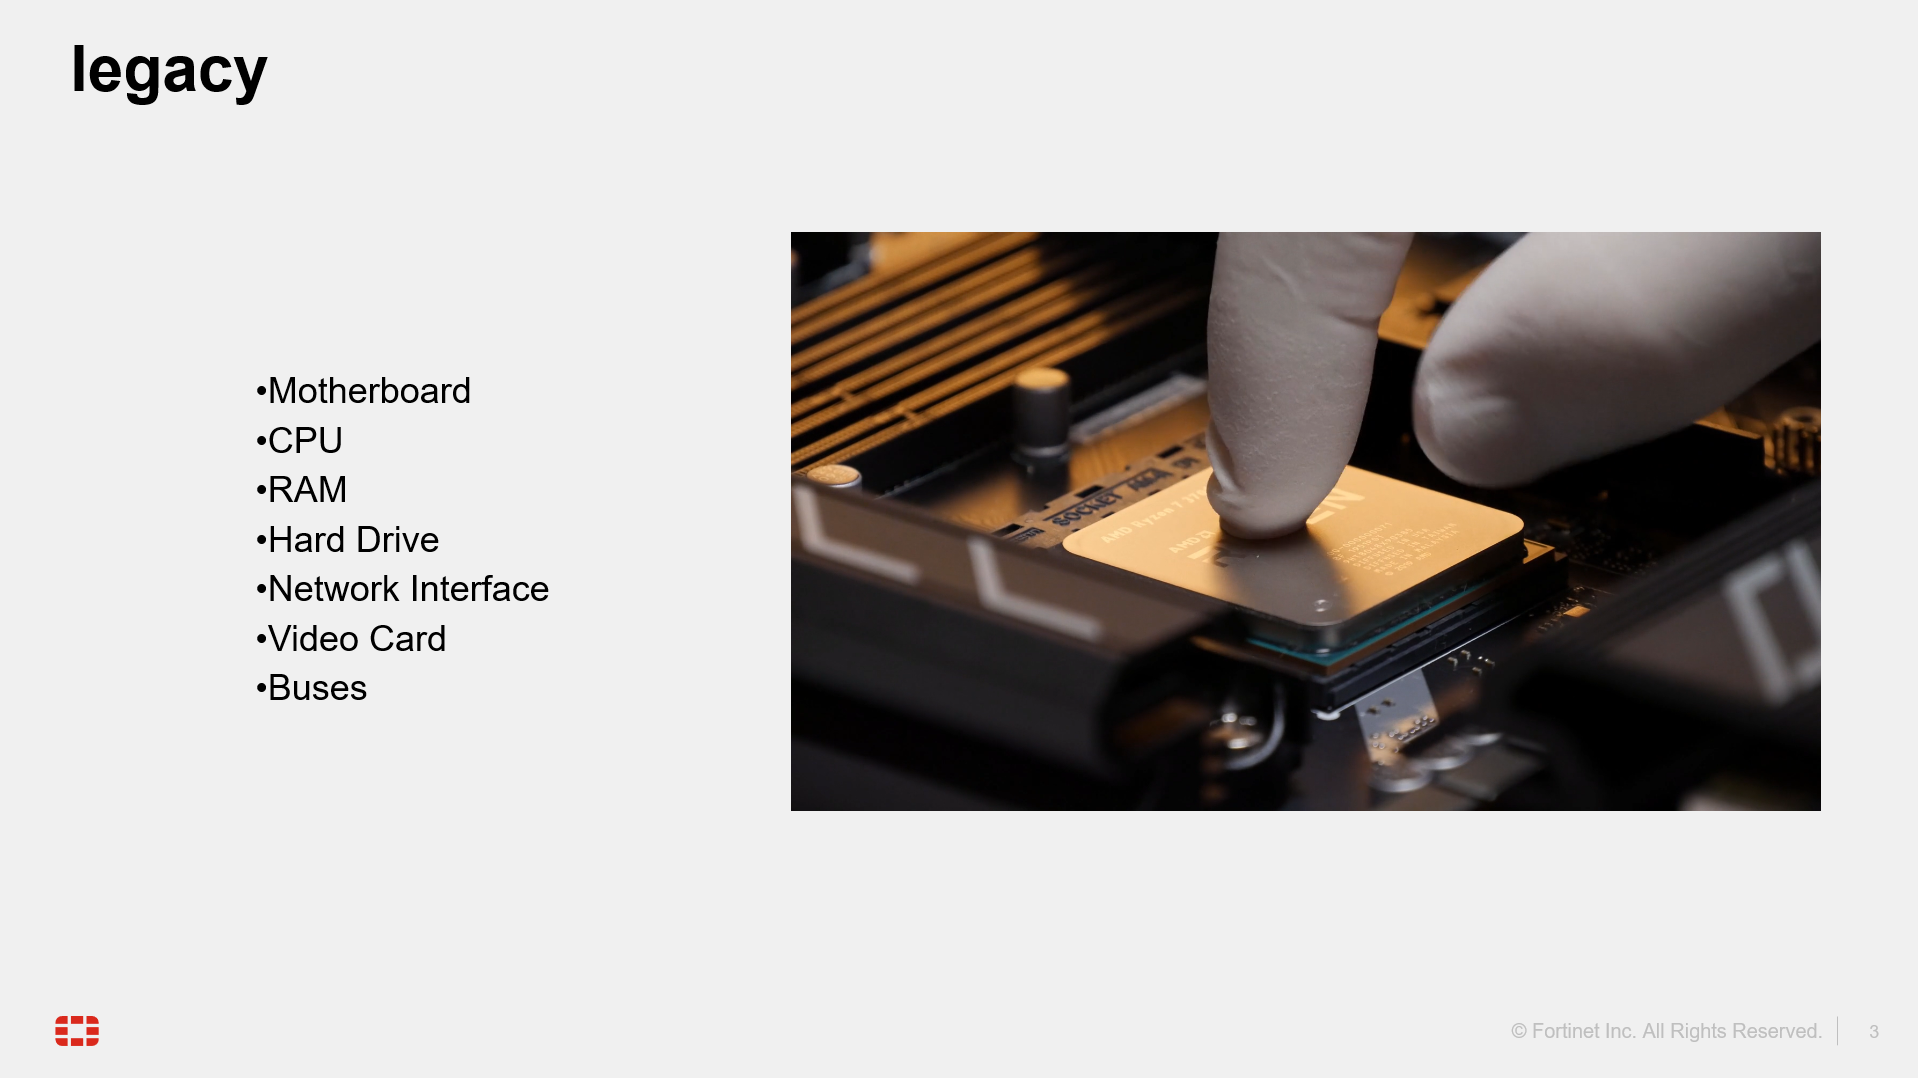 legacy
•Motherboard
•CPU
•RAM
•Hard Drive
•Network Interface
•Video Card
•Buses
SOCKET AM4
AMD Ryzen 7
© Fortinet Inc. All Rights Reserved.
3